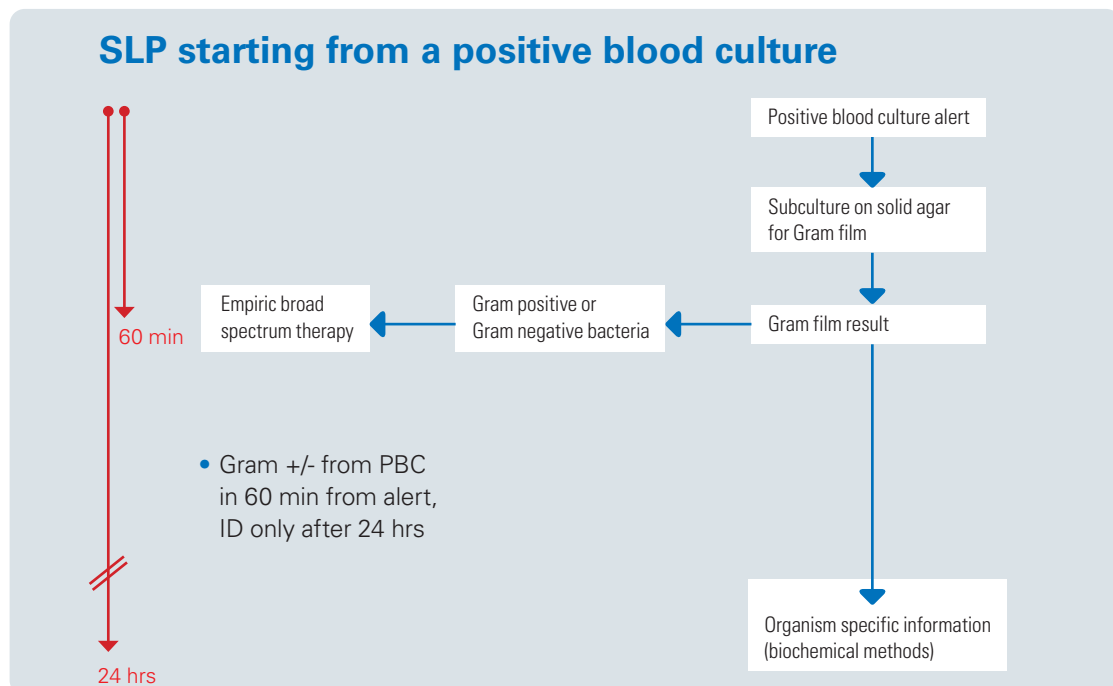 SLP starting from a positive blood culture
Positive blood culture alert
Subculture on solid agar
for Gram film
Empiric broad
spectrum therapy
Gram positive or
Gram negative bacteria
Gram film result
60 min
• Gram +/- from PBC
in 60 min from alert,
ID only after 24 hrs
Organism specific information
(biochemical methods)
24 hrs